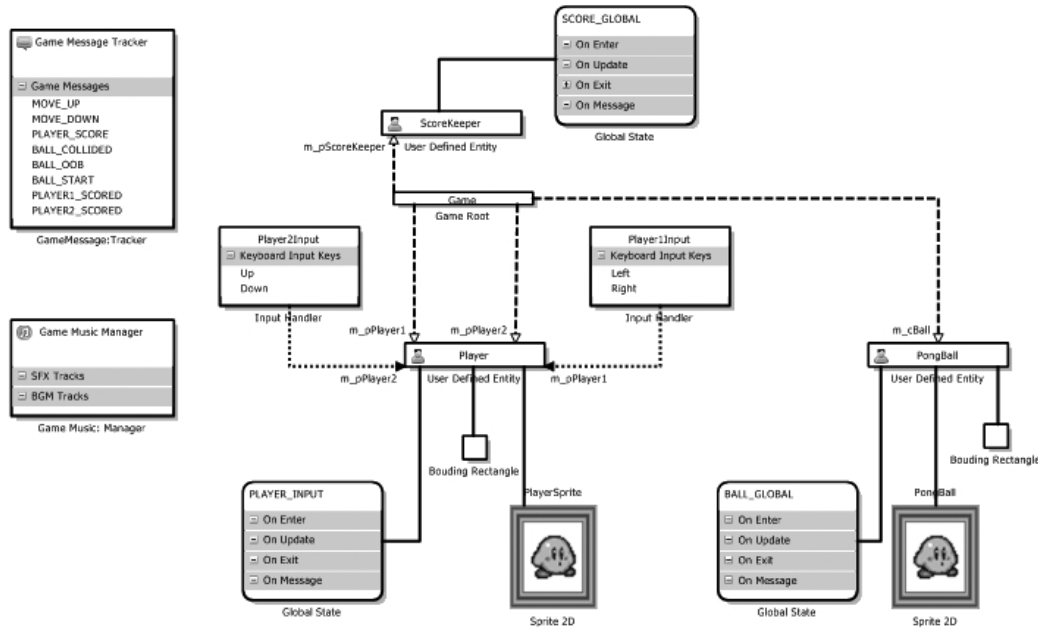 SCORE_GLOBAL
On Enter
On Update
On Exit
On Message
Global State
Game Message Tracker
Game Messages
MOVE_UP
MOVE_DOWN
PLAYER_SCORE
BALL_COLLIDED
BALL_OOB
BALL_START
PLAYER1_SCORED
PLAYER2_SCORED
GameMessage:Tracker
ScoreKeeper
m_pScoreKeeper User Defined Entity
Game
Game Root
Player2Input
Keyboard Input Keys
Up
Down
Input Handler
Player1Input
Keyboard Input Keys
Left
Right
Input Handler
Game Music Manager
SFX Tracks
BGM Tracks
Game Music: Manager
m_pPlayer1
m_pPlayer2
Player
m_pPlayer2
User Defined Entity
m_pPlayer1
m_cBall
PongBall
User Defined Entity
Bouding Rectangle
Bouding Rectangle
PLAYER_INPUT
On Enter
On Update
On Exit
On Message
Global State
PlayerSprite
Sprite 2D
BALL_GLOBAL
On Enter
On Update
On Exit
On Message
Global State
PongBall
Sprite 2D